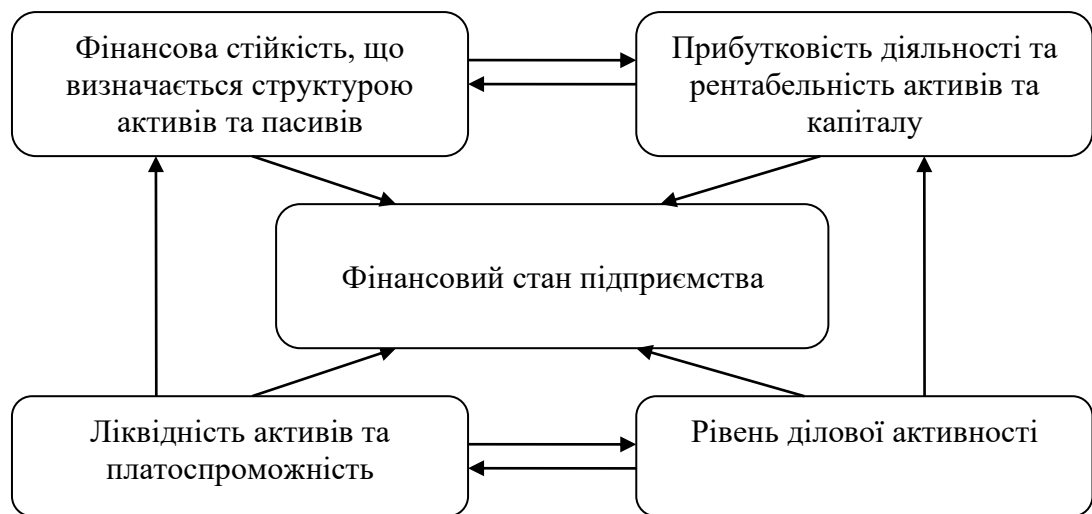 Фінансова стійкість, що
визначається структурою
активів та пасивів
Прибутковість діяльності та
рентабельність активів та
капіталу
Фінансовий стан підприємства
Ліквідність активів та
платоспроможність
Рівень ділової активності